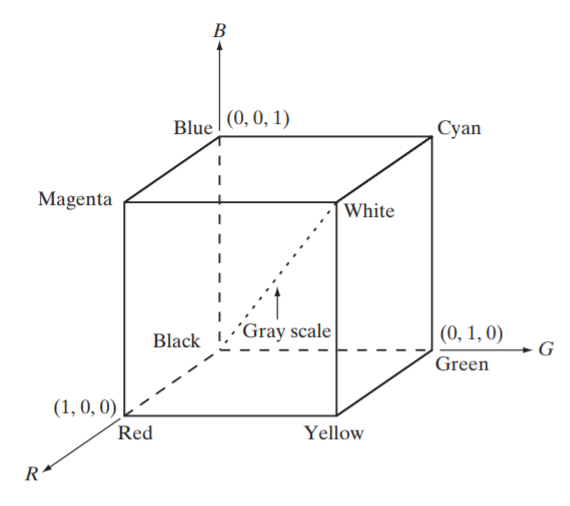 B
Blue
(0, 0, 1)
Cyan
Magenta
White
Black
Gray scale
(0, 1, 0)
G
Green
(1, 0, 0)
Red
Yellow
R